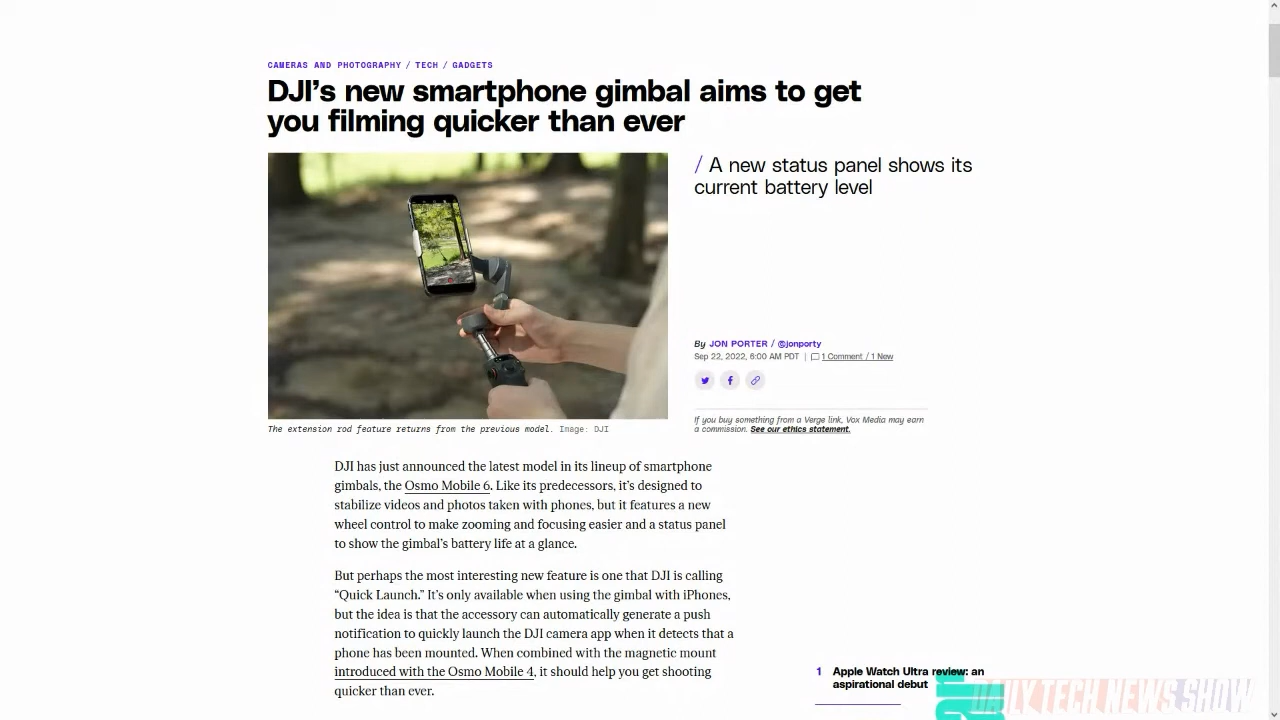 CAMERAS AND PHOTOGRAPHY / TECH / GADGETS
DJI's new smartphone gimbal aims to get
you filming quicker than ever
/ A new status panel shows its
current battery level
By JON PORTER / @jonporty
Sep 22, 2022, 6:00 AM PDT | 1 Comment / 1 New
If you buy something from a Verge link, Vox Media may earn
a commission. See our ethics statement.
The extension rod feature returns from the previous model. Image: DJI
DJI has just announced the latest model in its lineup of smartphone
gimbals, the Osmo Mobile 6. Like its predecessors, it's designed to
stabilize videos and photos taken with phones, but it features a new
wheel control to make zooming and focusing easier and a status panel
to show the gimbal's battery life at a glance.
But perhaps the most interesting new feature is one that DJI is calling
“Quick Launch.” It's only available when using the gimbal with iPhones,
but the idea is that the accessory can automatically generate a push
notification to quickly launch the DJI camera app when it detects that a
phone has been mounted. When combined with the magnetic mount
introduced with the Osmo Mobile 4, it should help you get shooting
quicker than ever.
1 Apple Watch Ultra review: an
aspirational debut
DAILY TECH NEWS SHOW